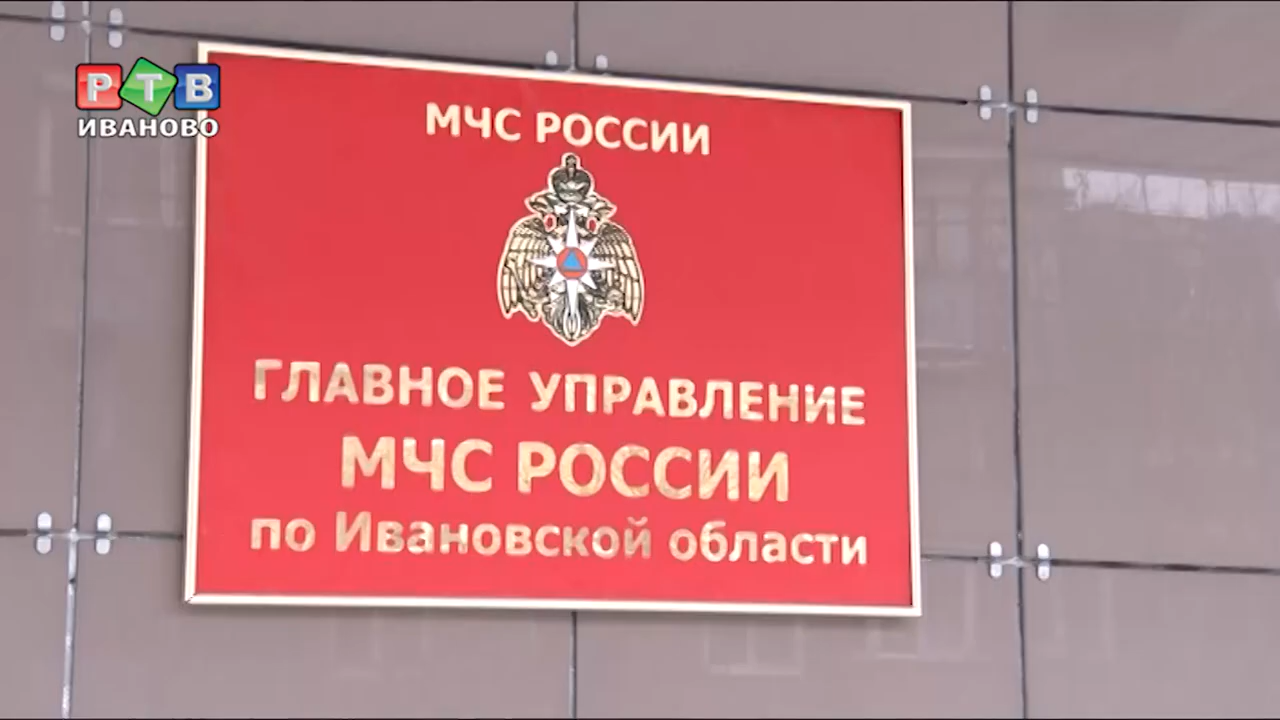 РТВ
ИВАНОВО
МЧС РОССИИ
ГЛАВНОЕ УПРАВЛЕНИЕ
МЧС РОССИИ
по Ивановской области